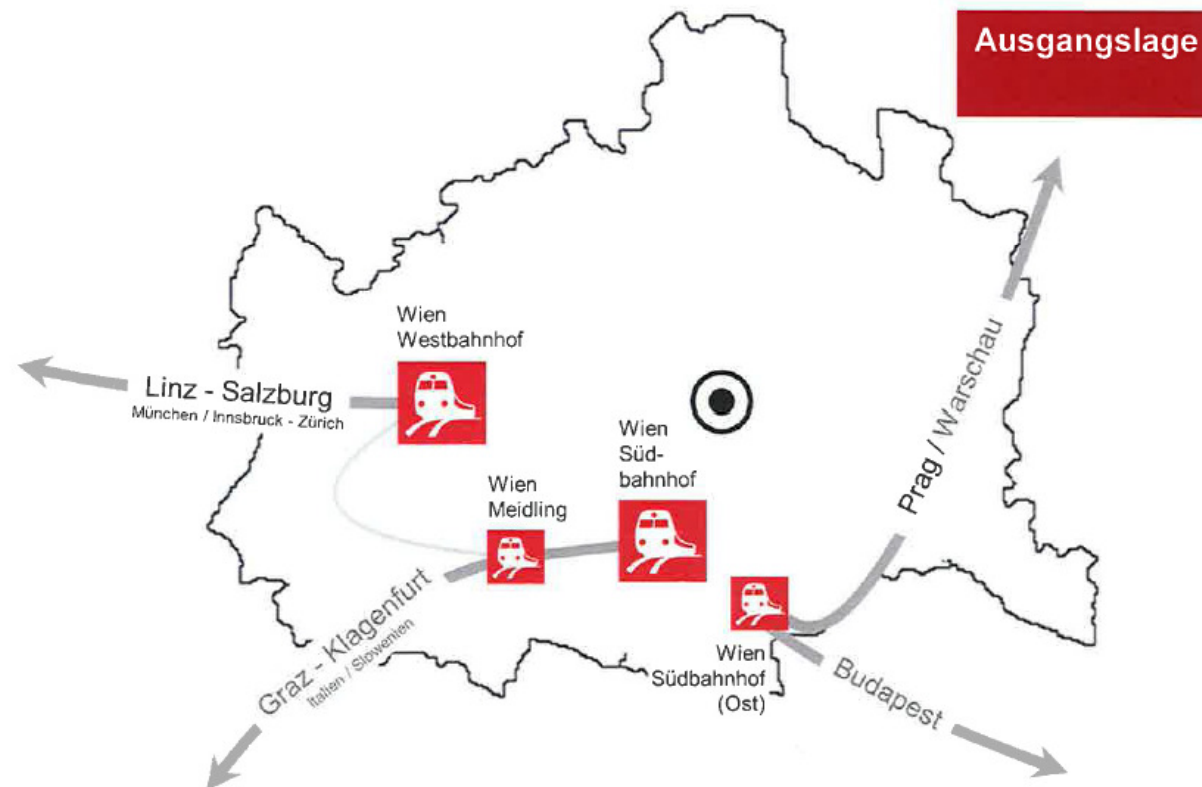 Ausgangslage
Wien
Westbahnhof
Linz - Salzburg
München / Innsbruck - Zürich
Wien
Süd-
bahnhof
Wien
Meidling
Prag / Warschau
Graz - Klagenfurt
Italien / Slowenien
Wien
Südbahnhof
(Ost)
Budapest